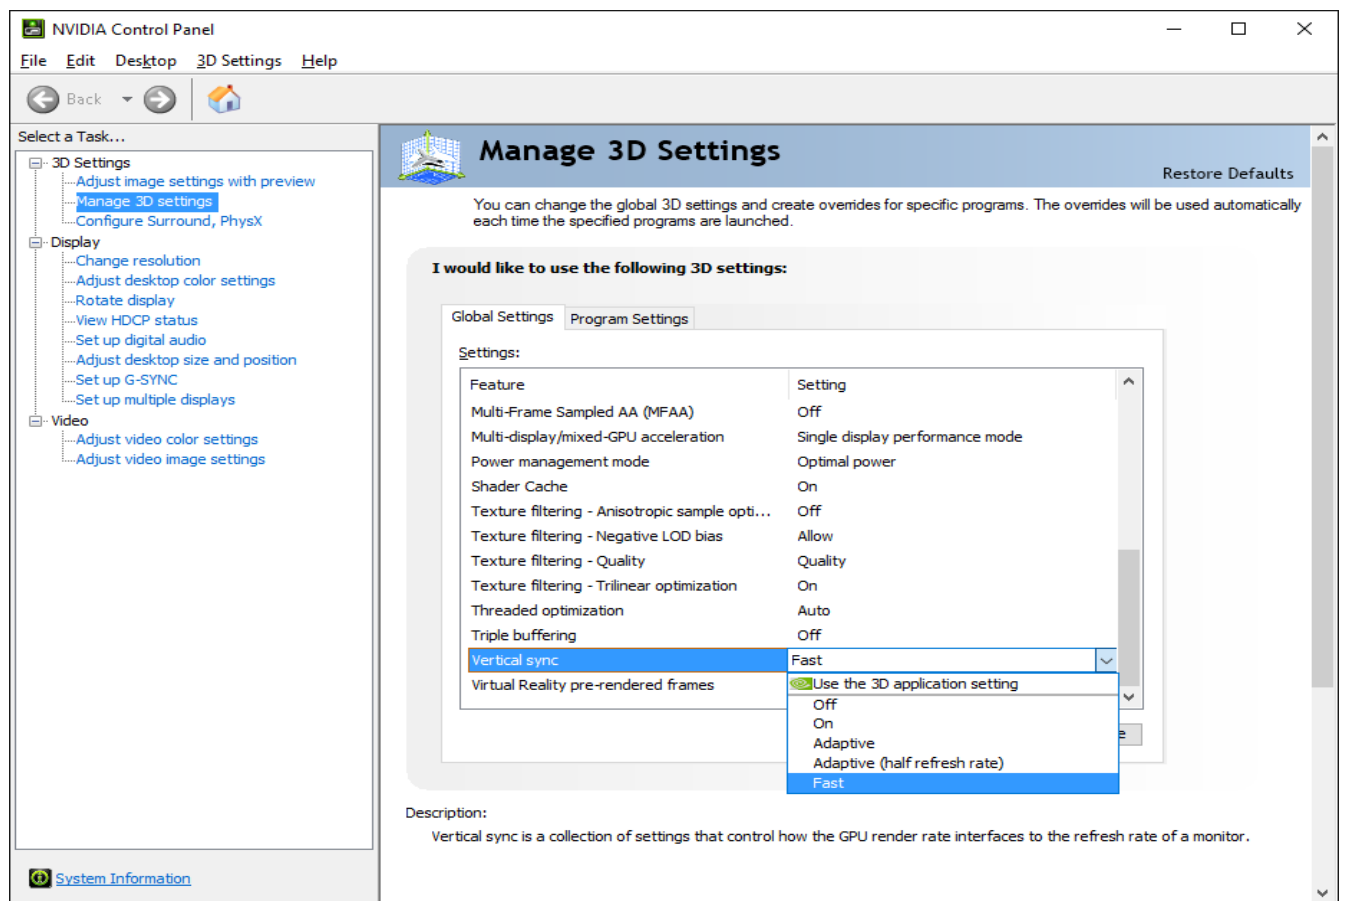 NVIDIA Control Panel
File Edit Desktop 3D Settings Help
Back
Select a Task...
3D Settings
Adjust image settings with preview
Manage 3D settings
Configure Surround, PhysX
Display
Change resolution
Adjust desktop color settings
Rotate display
View HDCP status
Set up digital audio
Adjust desktop size and position
Set up G-SYNC
Set up multiple displays
Video
Adjust video color settings
Adjust video image settings
System Information
Manage 3D Settings
Restore Defaults
You can change the global 3D settings and create overrides for specific programs. The overrides will be used automatically
each time the specified programs are launched.
I would like to use the following 3D settings:
Global Settings Program Settings
Settings:
Feature Setting
Multi-Frame Sampled AA (MFAA) Off
Multi-display/mixed-GPU acceleration Single display performance mode
Power management mode Optimal power
Shader Cache On
Texture filtering - Anisotropic sample opti... Off
Texture filtering - Negative LOD bias Allow
Texture filtering - Quality Quality
Texture filtering - Trilinear optimization On
Threaded optimization Auto
Triple buffering Off
Vertical sync Fast
Virtual Reality pre-rendered frames
Use the 3D application setting
Off
On
Adaptive
Adaptive (half refresh rate)
Fast
Description:
Vertical sync is a collection of settings that control how the GPU render rate interfaces to the refresh rate of a monitor.